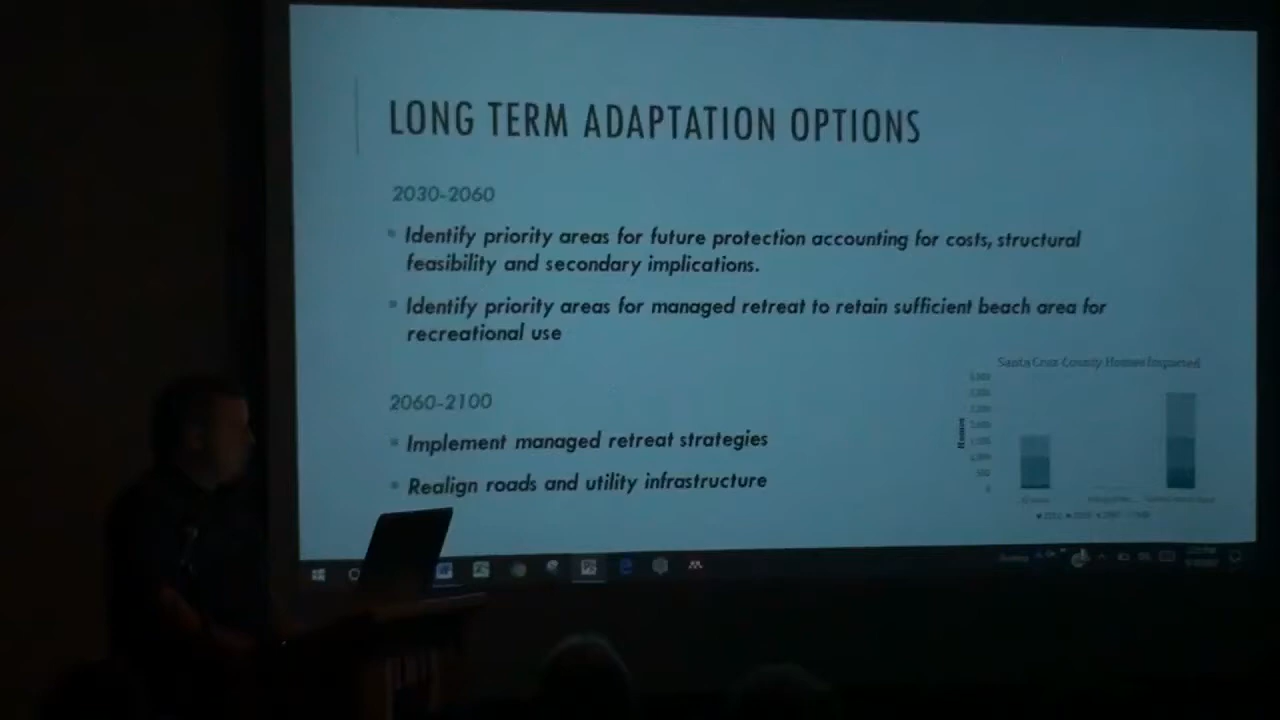 LONG TERM ADAPTATION OPTIONS
2030-2060
Identify priority areas for future protection accounting for costs, structural
feasibility and secondary implications.
Identify priority areas for managed retreat to retain sufficient beach area for
recreational use
2060-2100
Implement managed retreat strategies
Realign roads and utility infrastructure
Santa Cruz County Homes Impacted
Homes
500